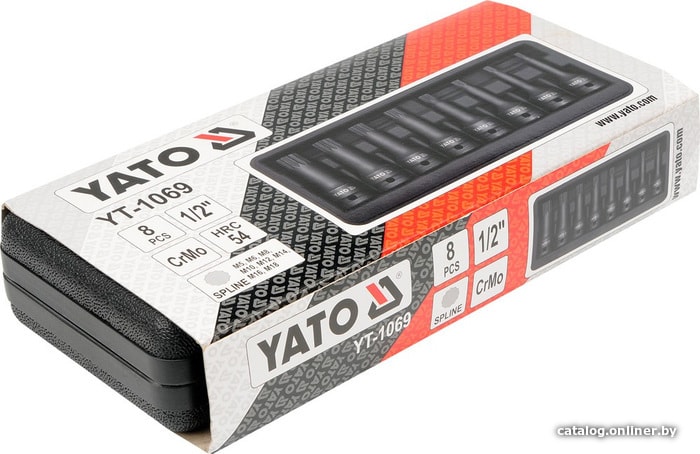 YATO
YT-1069
8
PCS
1/2"
CrMo
HRC
54
M5, M6, M8,
M10, M12, M14,
M16, M18
SPLINE
www.yato.com
YATO
YT-1069
8
PCS
1/2"
SPLINE
CrMo
www.yato.com
catalog.onliner.by